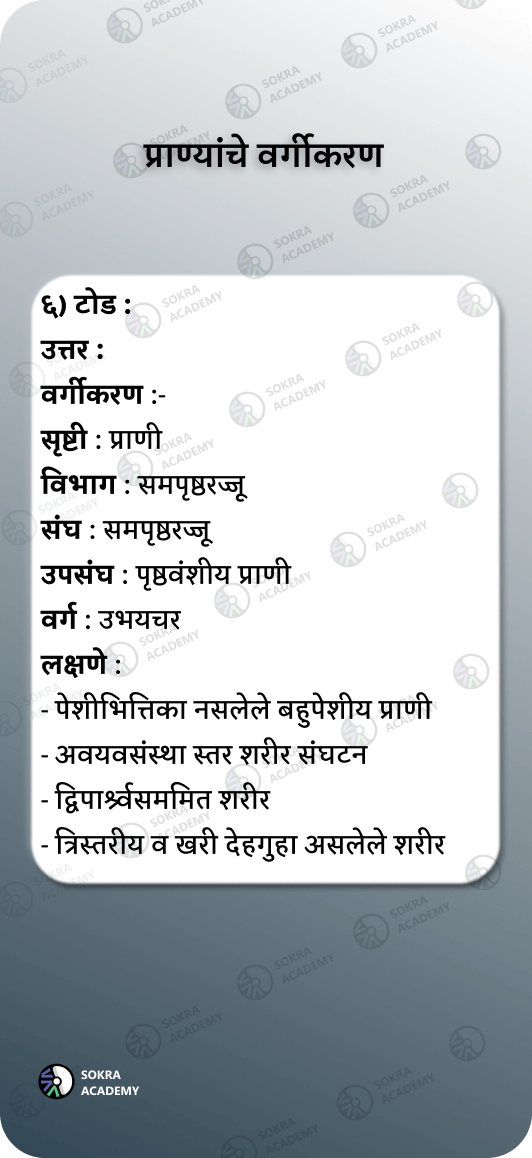 प्राण्यांचे वर्गीकरण
६) टोड :
उत्तर :
वर्गीकरण :-
सृष्टी : प्राणी
विभाग : समपृष्ठरज्जू
संघ : समपृष्ठरज्जू
उपसंघ : पृष्ठवंशीय प्राणी
वर्ग : उभयचर
लक्षणे :
- पेशीभित्तिका नसलेले बहुपेशीय प्राणी
- अवयवसंस्था स्तर शरीर संघटन
- द्विपार्श्वसममित शरीर
- त्रिस्तरीय व खरी देहगुहा असलेले शरीर
SOKRA
ACADEMY